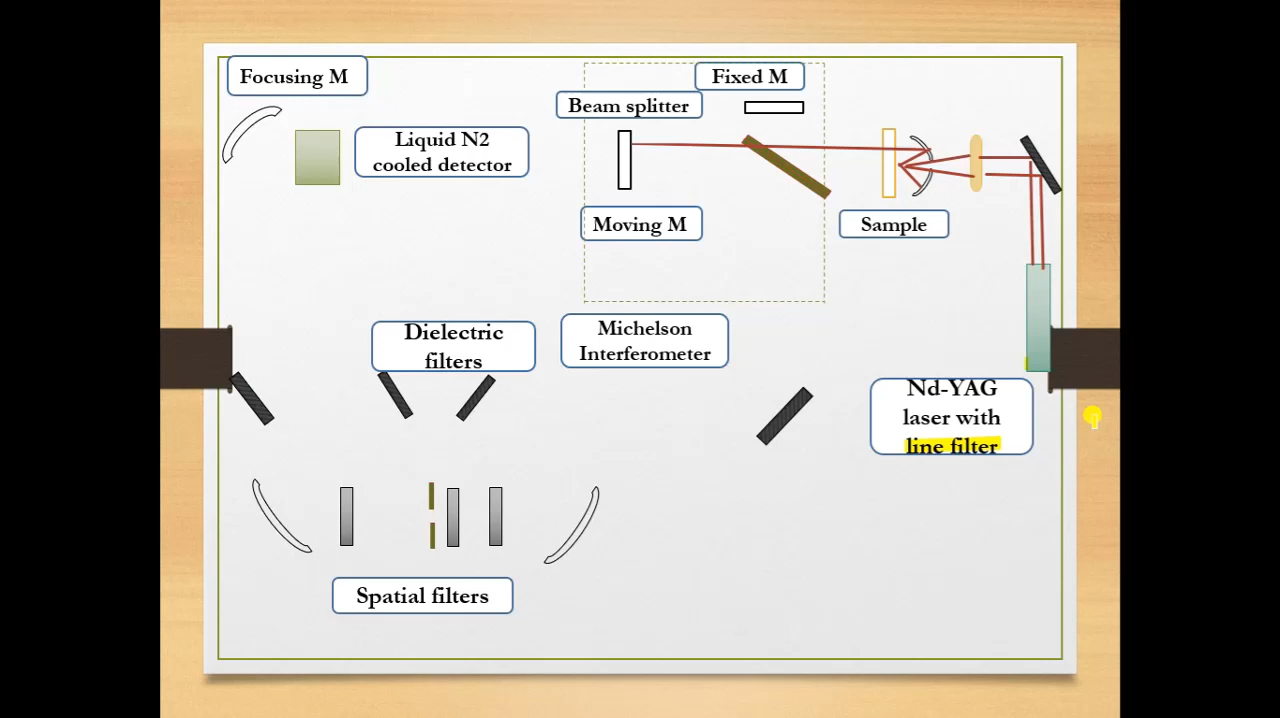 Focusing M
Fixed M
Beam splitter
Liquid N2
cooled detector
Moving M
Sample
Dielectric
filters
Michelson
Interferometer
Nd-YAG
laser with
line filter
Spatial filters